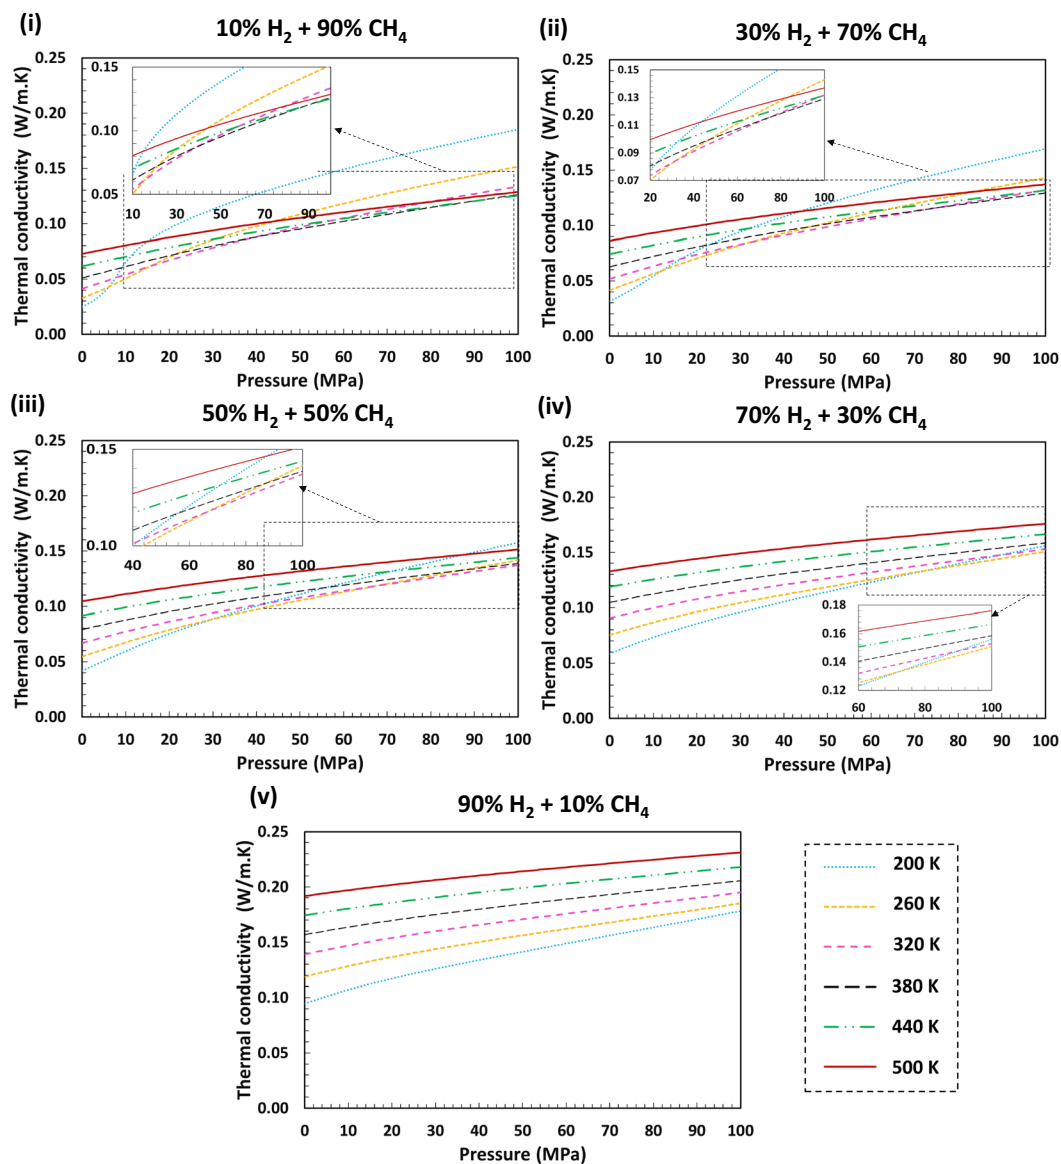 (i)
10% H₂ + 90% CH₄
Thermal conductivity (W/m.K)
0.25
0.20
0.15
0.10
0.05
0.00
0.15
0.10
0.05
10 30 50 70 90
0 10 20 30 40 50 60 70 80 90 100
Pressure (MPa)
(ii)
30% H₂ + 70% CH₄
Thermal conductivity (W/m.K)
0.25
0.20
0.15
0.10
0.05
0.00
0.15
0.13
0.11
0.09
0.07
20 40 60 80 100
0 10 20 30 40 50 60 70 80 90 100
Pressure (MPa)
(iii)
50% H₂ + 50% CH₄
Thermal conductivity (W/m.K)
0.25
0.20
0.15
0.10
0.05
0.00
0.15
0.10
40 60 80 100
0 10 20 30 40 50 60 70 80 90 100
Pressure (MPa)
(iv)
70% H₂ + 30% CH₄
Thermal conductivity (W/m.K)
0.25
0.20
0.15
0.10
0.05
0.00
0.18
0.16
0.14
0.12
60 100
0 10 20 30 40 50 60 70 80 90 100
Pressure (MPa)
(v)
90% H₂ + 10% CH₄
Thermal conductivity (W/m.K)
0.25
0.20
0.15
0.10
0.05
0.00
0 10 20 30 40 50 60 70 80 90 100
Pressure (MPa)
200 K
260 K
320 K
380 K
440 K
500 K